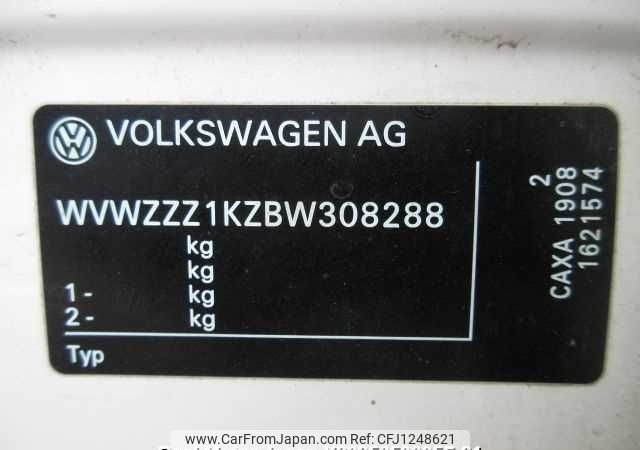 VOLKSWAGEN AG
WVWZZZ1KZBW308288
kg
kg
1 - kg
2 - kg
Typ
2
CAXA 1908
1621574
www.CarFromJapan.com Ref:CFJ1248621